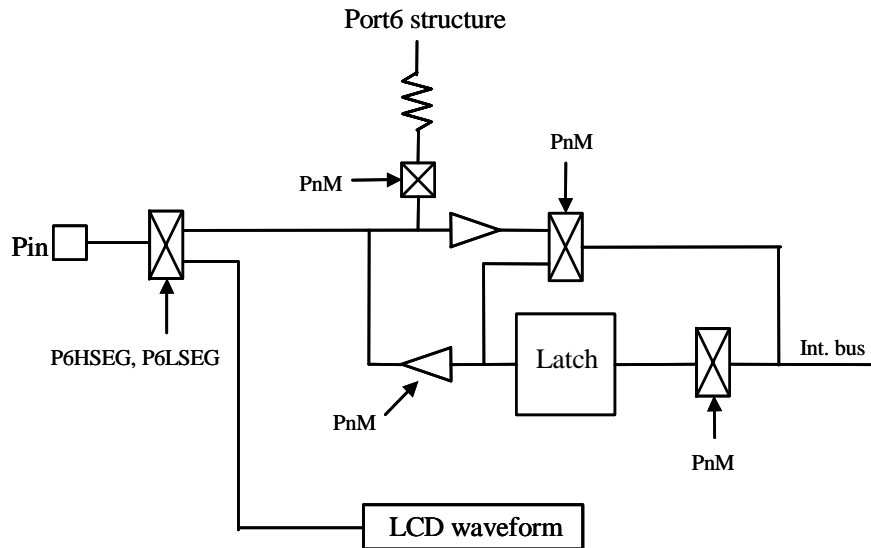 Port6 structure
PnM
PnM
Pin
P6HSEG, P6LSEG
Latch
Int. bus
PnM
PnM
LCD waveform